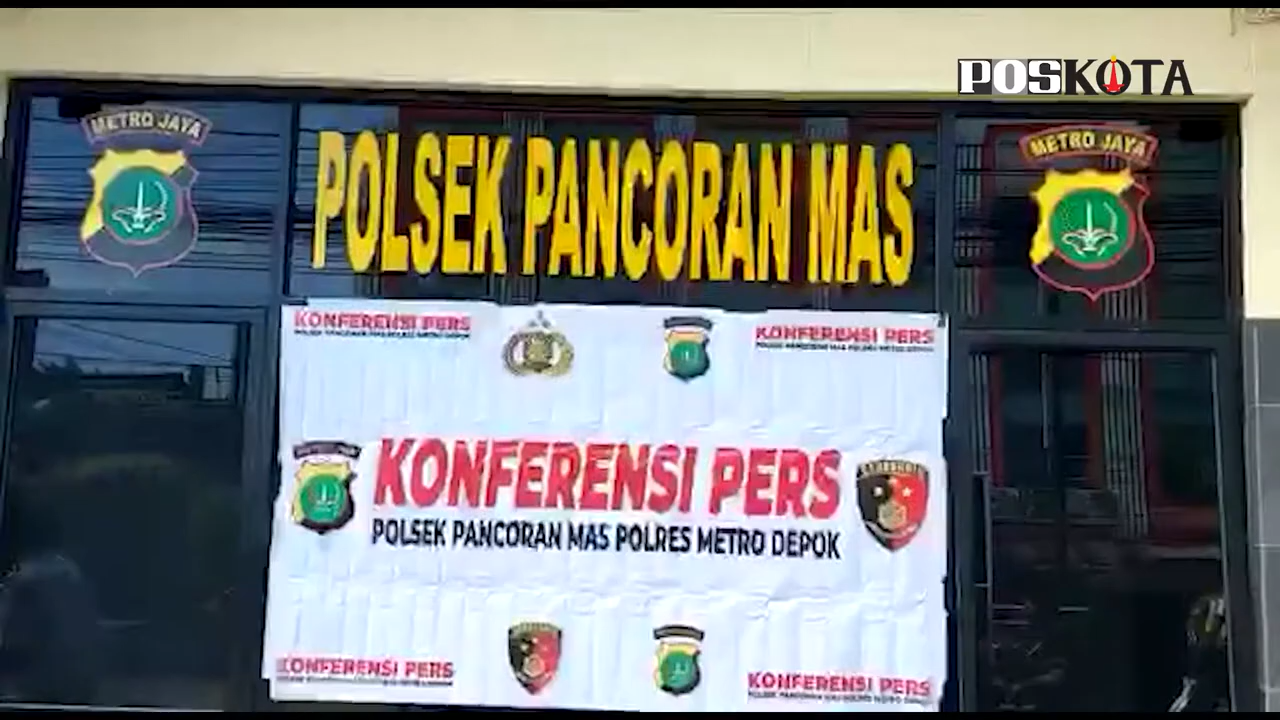 POSKOTA
METRO JAYA
POLSEK PANCORAN MAS
METRO JAYA
KONFERENSI PERS
KONFERENSI PERS
KONFERENSI PERS
POLSEK PANCORAN MAS POLRES METRO DEPOK
KONFERENSI PERS
KONFERENSI PERS